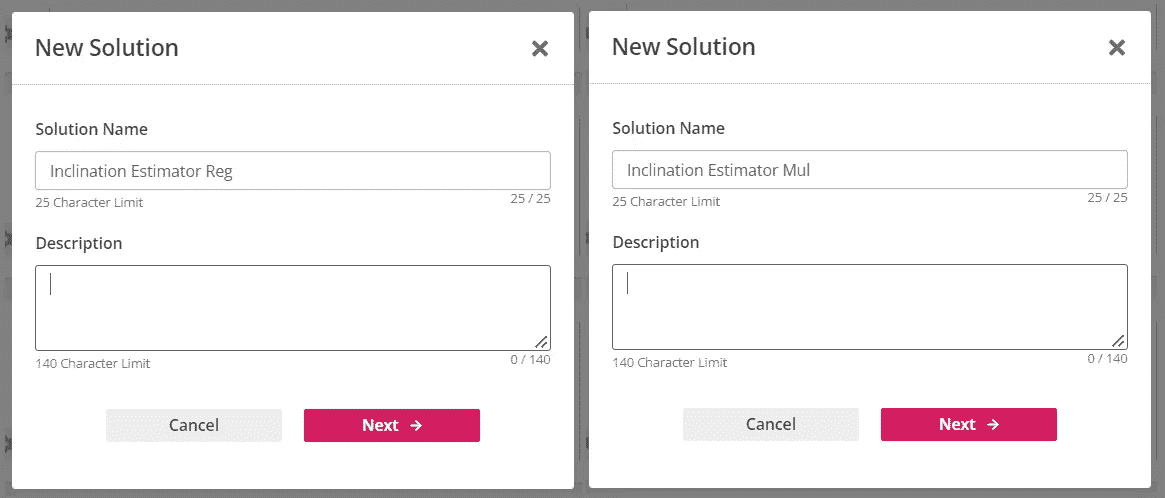 New Solution
Solution Name
Inclination Estimator Reg
25 Character Limit
25 / 25
Description
140 Character Limit
0 / 140
Cancel
Next
New Solution
Solution Name
Inclination Estimator Mul
25 Character Limit
25 / 25
Description
140 Character Limit
0 / 140
Cancel
Next